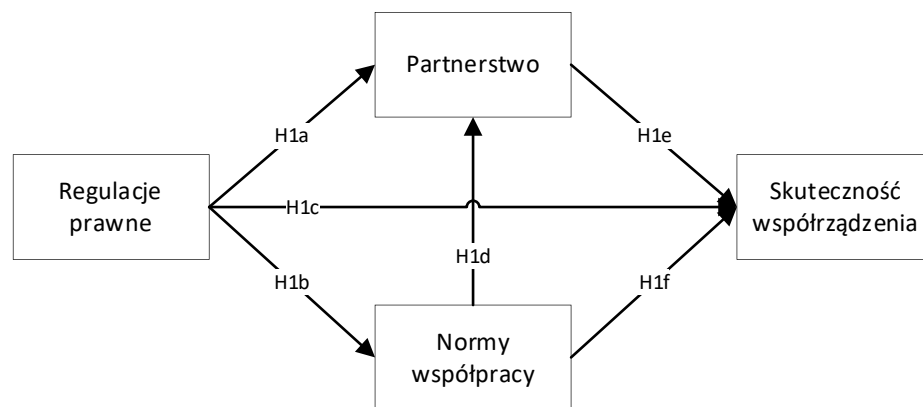 Partnerstwo
H1a
H1e
Regulacje
prawne
H1c
Skuteczność
współrządzenia
H1d
H1b
H1f
Normy
współpracy